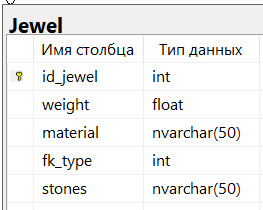 Jewel
Имя столбца Тип данных
id_jewel int
weight float
material nvarchar(50)
fk_type int
stones nvarchar(50)